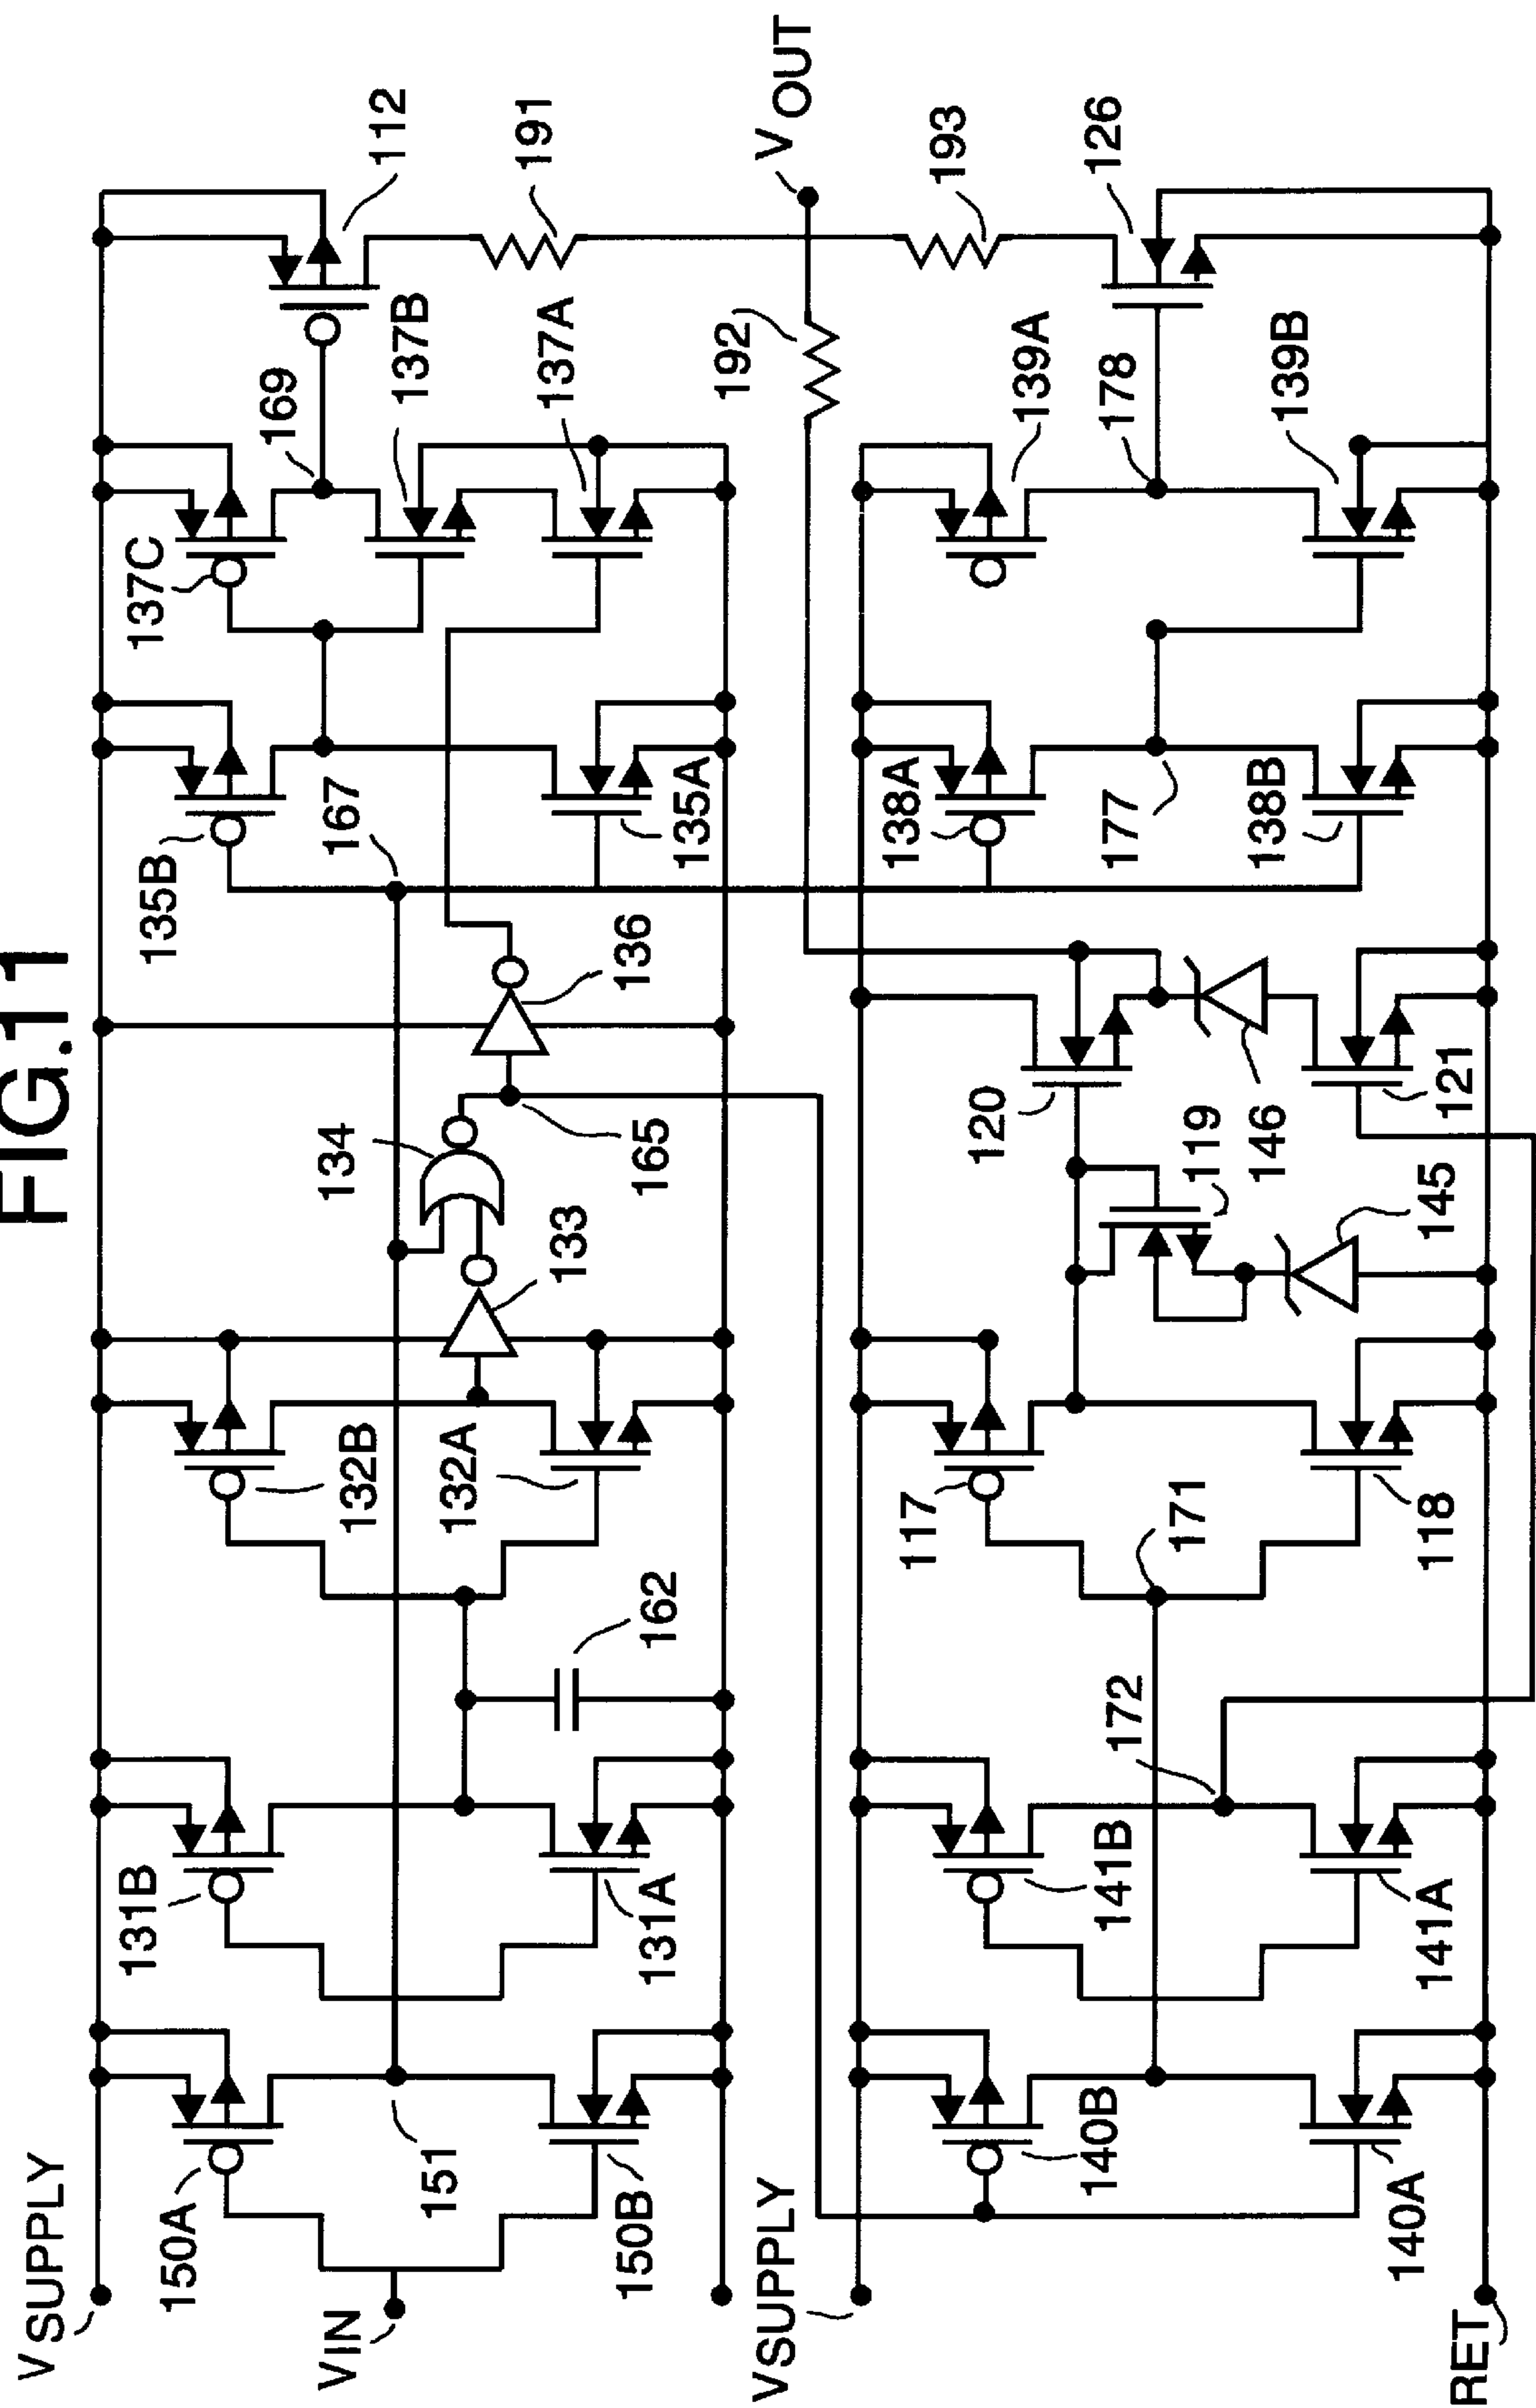 FIG.11
VSUPPLY
150A
VIN
151
150B
131B
131A
162
132B
132A
133
134
165
136
135B
167
135A
137C
169
137B
137A
112
191
192
VOUT
VSUPPLY
140B
140A
RET
172
141B
141A
171
117
118
119
145
120
146
121
138A
177
138B
139A
178
139B
193
126